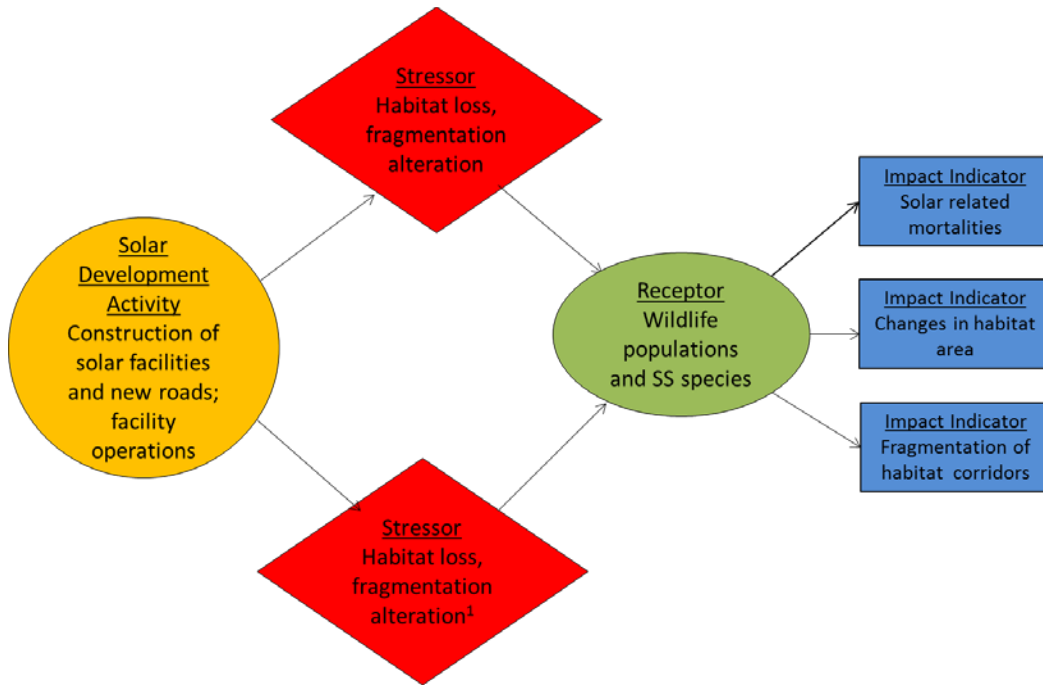 Stressor
Habitat loss,
fragmentation
alteration
Solar
Development
Activity
Construction of
solar facilities
and new roads;
facility
operations
Stressor
Habitat loss,
fragmentation
alteration¹
Receptor
Wildlife
populations
and SS species
Impact Indicator
Solar related
mortalities
Impact Indicator
Changes in habitat
area
Impact Indicator
Fragmentation of
habitat corridors